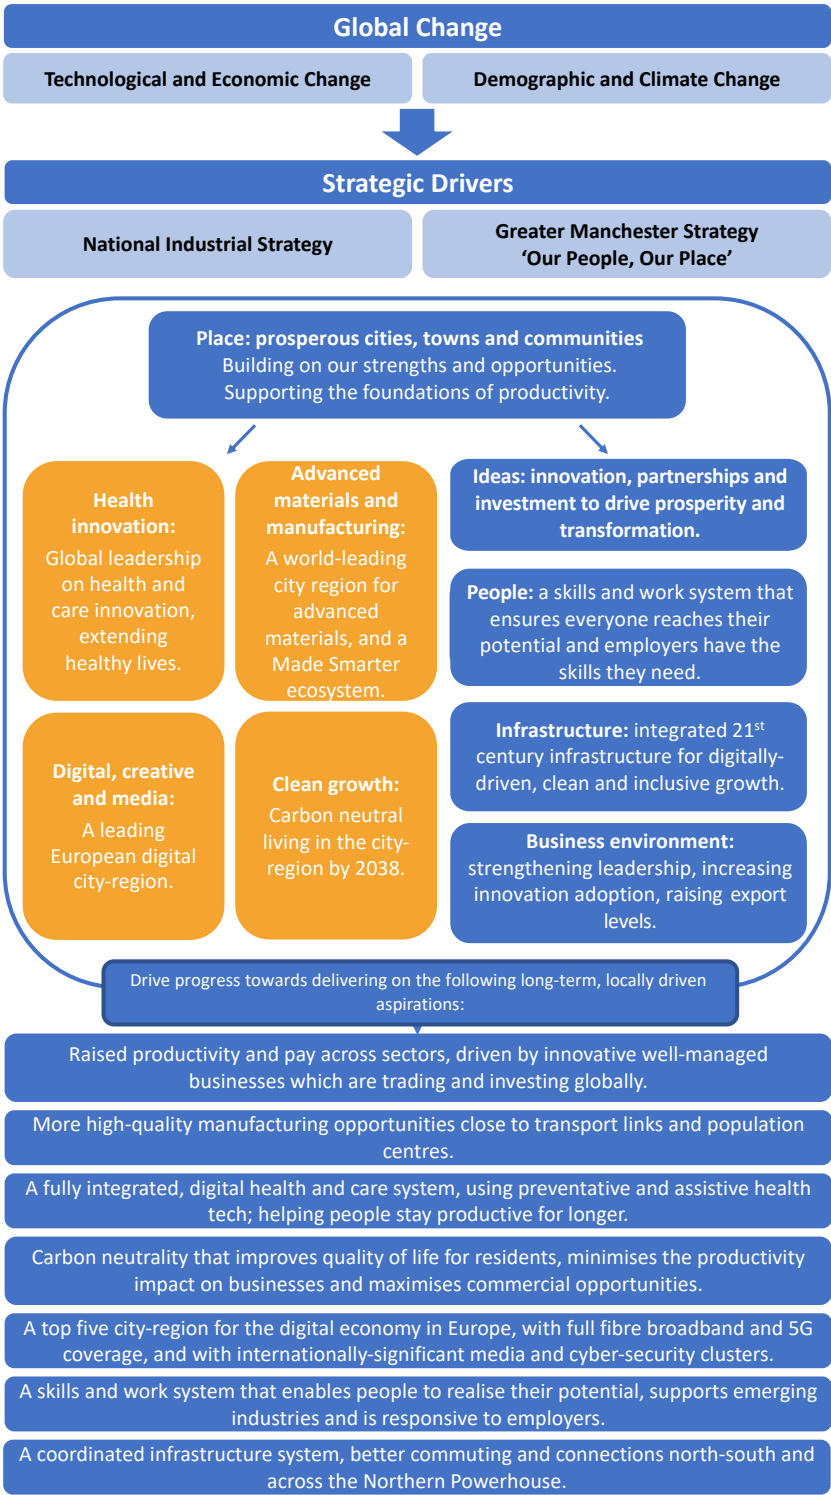 Global Change
Technological and Economic Change
Demographic and Climate Change
Strategic Drivers
National Industrial Strategy
Greater Manchester Strategy
‘Our People, Our Place’
Place: prosperous cities, towns and communities
Building on our strengths and opportunities.
Supporting the foundations of productivity.
Health
innovation:
Global leadership
on health and
care innovation,
extending
healthy lives.
Advanced
materials and
manufacturing:
A world-leading
city region for
advanced
materials, and a
Made Smarter
ecosystem.
Digital, creative
and media:
A leading
European digital
city-region.
Clean growth:
Carbon neutral
living in the city-
region by 2038.
Ideas: innovation, partnerships and
investment to drive prosperity and
transformation.
People: a skills and work system that
ensures everyone reaches their
potential and employers have the
skills they need.
Infrastructure: integrated 21st
century infrastructure for digitally-
driven, clean and inclusive growth.
Business environment:
strengthening leadership, increasing
innovation adoption, raising export
levels.
Drive progress towards delivering on the following long-term, locally driven
aspirations:
Raised productivity and pay across sectors, driven by innovative well-managed
businesses which are trading and investing globally.
More high-quality manufacturing opportunities close to transport links and population
centres.
A fully integrated, digital health and care system, using preventative and assistive health
tech; helping people stay productive for longer.
Carbon neutrality that improves quality of life for residents, minimises the productivity
impact on businesses and maximises commercial opportunities.
A top five city-region for the digital economy in Europe, with full fibre broadband and 5G
coverage, and with internationally-significant media and cyber-security clusters.
A skills and work system that enables people to realise their potential, supports emerging
industries and is responsive to employers.
A coordinated infrastructure system, better commuting and connections north-south and
across the Northern Powerhouse.